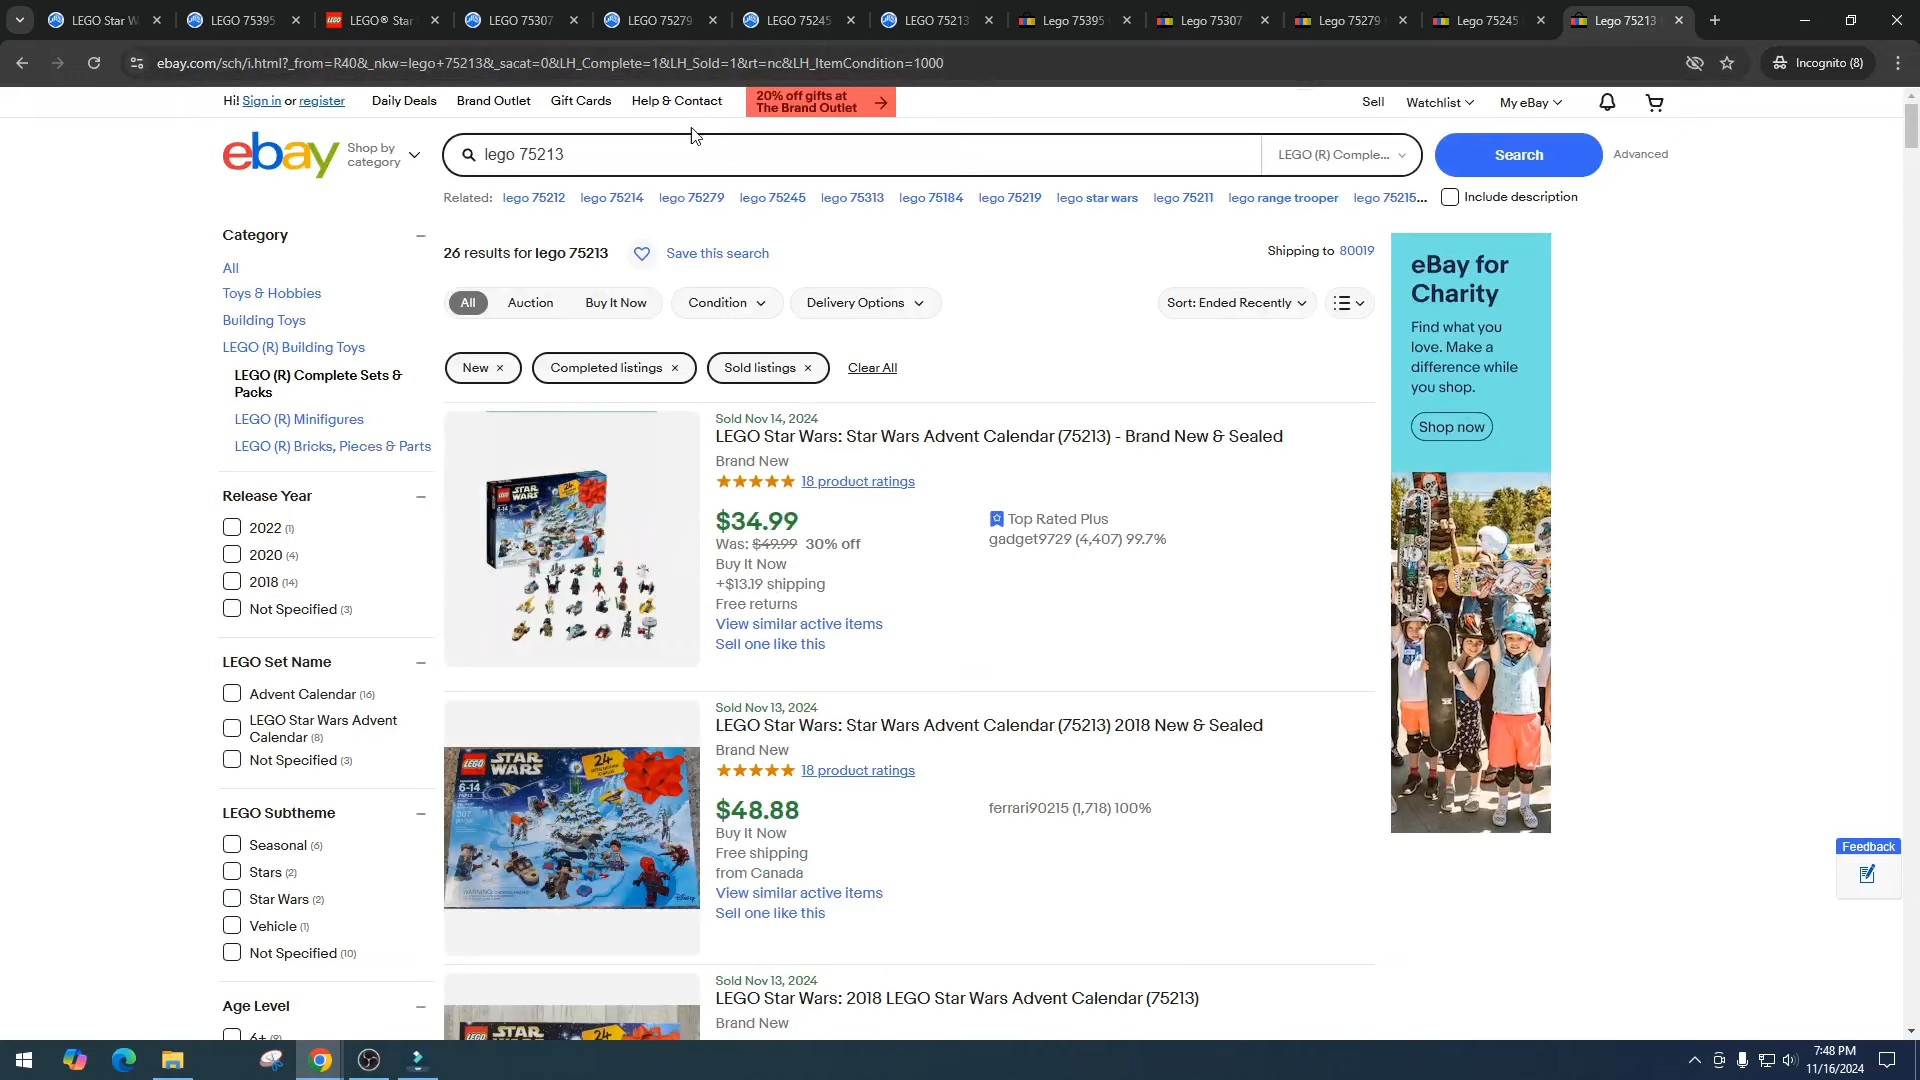 LEGO Star W
LEGO 75395
LEGO® Star
LEGO 75307
LEGO 75279
LEGO 75245
LEGO 75213
Lego 75395
Lego 75307
Lego 75279
Lego 75245
Lego 75213
ebay.com/sch/i.html?_from=R40&_nkw=lego+75213&_sacat=0&LH_Complete=1&LH_Sold=1&rt=nc&LH_ItemCondition=1000
Incognito (8)
Hi! Sign in or register
Daily Deals
Brand Outlet
Gift Cards
Help & Contact
20% off gifts at
The Brand Outlet
Sell
Watchlist
My eBay
ebay
Shop by
category
lego 75213
LEGO (R) Comple...
Search
Advanced
Related: lego 75212 lego 75214 lego 75279 lego 75245 lego 75313 lego 75184 lego 75219 lego star wars lego 75211 lego range trooper lego 75215...
Include description
Category
All
Toys & Hobbies
Building Toys
LEGO (R) Building Toys
LEGO (R) Complete Sets &
Packs
LEGO (R) Minifigures
LEGO (R) Bricks, Pieces & Parts
Release Year
2022 (1)
2020 (4)
2018 (14)
Not Specified (3)
LEGO Set Name
Advent Calendar (16)
LEGO Star Wars Advent
Calendar (8)
Not Specified (3)
LEGO Subtheme
Seasonal (6)
Stars (2)
Star Wars (2)
Vehicle (1)
Not Specified (10)
Age Level
26 results for lego 75213
Save this search
Shipping to 80019
All
Auction
Buy It Now
Condition
Delivery Options
Sort: Ended Recently
New
Completed listings
Sold listings
Clear All
Sold Nov 14, 2024
LEGO Star Wars: Star Wars Advent Calendar (75213) - Brand New & Sealed
Brand New
18 product ratings
$34.99
Was: $49.99 30% off
Buy It Now
+$13.19 shipping
Free returns
View similar active items
Sell one like this
Top Rated Plus
gadget9729 (4,407) 99.7%
STAR
WARS
24
Sold Nov 13, 2024
LEGO Star Wars: Star Wars Advent Calendar (75213) 2018 New & Sealed
Brand New
18 product ratings
$48.88
Buy It Now
Free shipping
from Canada
View similar active items
Sell one like this
ferrari90215 (1,718) 100%
LEGO
STAR
WARS
24
6-14
Sold Nov 13, 2024
LEGO Star Wars: 2018 LEGO Star Wars Advent Calendar (75213)
Brand New
STAR
eBay for
Charity
Find what you
love. Make a
difference while
you shop.
Shop now
Feedback
7:48 PM
11/16/2024